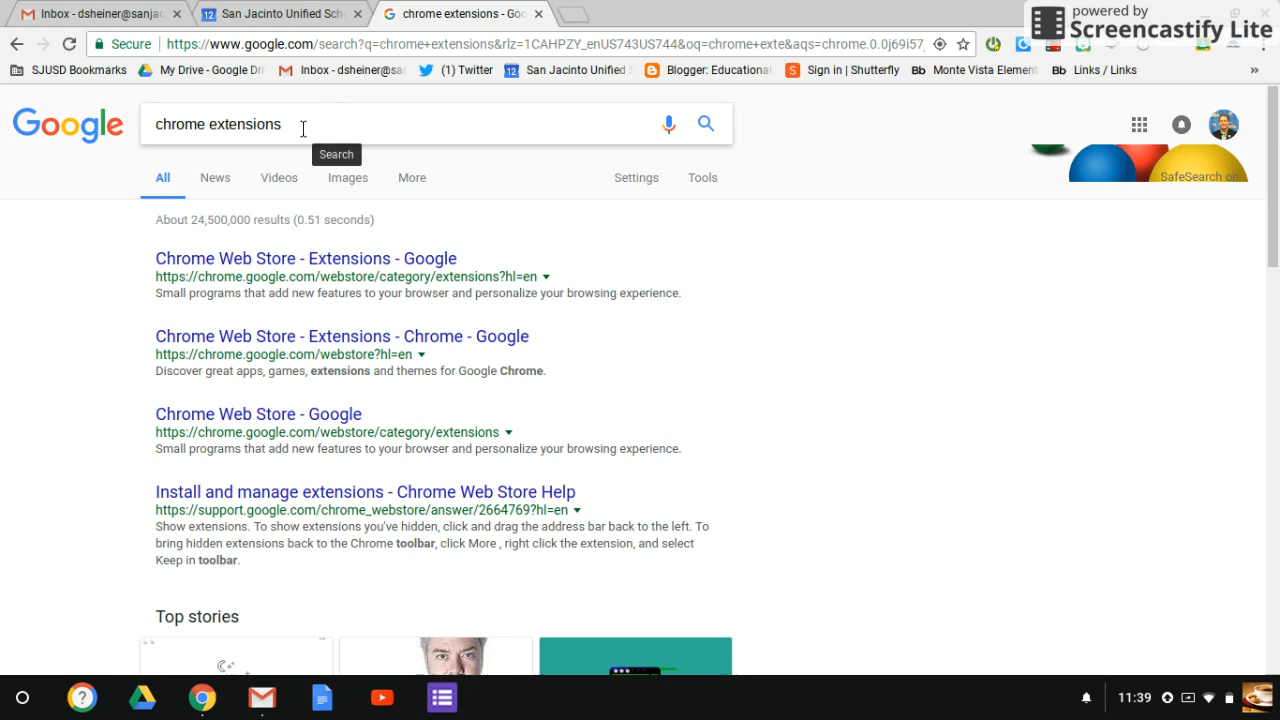 Inbox - dsheiner@sanjac
San Jacinto Unified Sch
chrome extensions - Goo
powered by
Screencastify Lite
Secure
https://www.google.com/search?q=chrome+extensions&rlz=1CAHPZY_enUS743US744&oq=chrome+exte&aqs=chrome.0.0j69i57
SJUSD Bookmarks
My Drive - Google Dri
Inbox - dsheiner@sa
(1) Twitter
San Jacinto Unified
Blogger: Educational
Sign in | Shutterfly
Bb Monte Vista Element
Bb Links / Links
»
Google
chrome extensions
Search
All
News
Videos
Images
More
Settings
Tools
SafeSearch on
About 24,500,000 results (0.51 seconds)
Chrome Web Store - Extensions - Google
https://chrome.google.com/webstore/category/extensions?hl=en
Small programs that add new features to your browser and personalize your browsing experience.
Chrome Web Store - Extensions - Chrome - Google
https://chrome.google.com/webstore?hl=en
Discover great apps, games, extensions and themes for Google Chrome.
Chrome Web Store - Google
https://chrome.google.com/webstore/category/extensions
Small programs that add new features to your browser and personalize your browsing experience.
Install and manage extensions - Chrome Web Store Help
https://support.google.com/chrome_webstore/answer/2664769?hl=en
Show extensions. To show extensions you've hidden, click and drag the address bar back to the left. To
bring hidden extensions back to the Chrome toolbar, click More , right click the extension, and select
Keep in toolbar.
Top stories
11:39